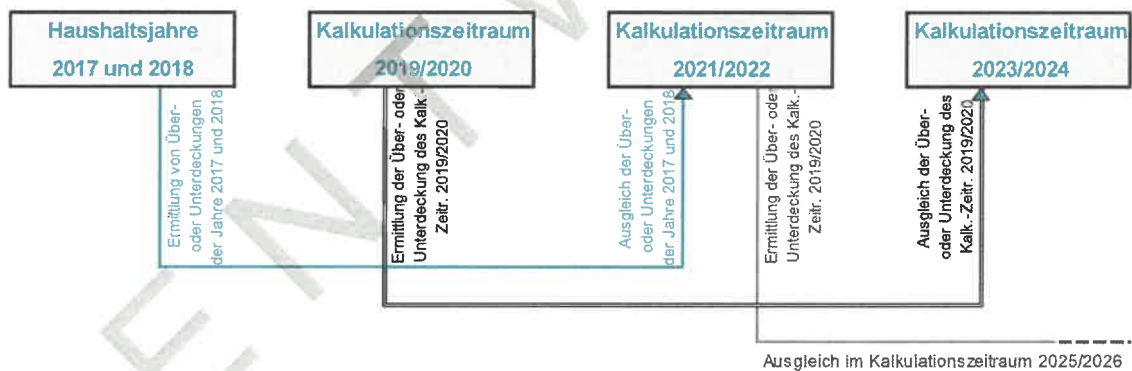 Haushaltsjahre
2017 und 2018
Kalkulationszeitraum
2019/2020
Kalkulationszeitraum
2021/2022
Kalkulationszeitraum
2023/2024
Ermittlung von Über-
oder Unterdeckungen
der Jahre 2017 und 2018
Ermittlung der Über- oder
Unterdeckung des Kalk.-
Zeitr. 2019/2020
Ausgleich der Über-
oder Unterdeckungen
der Jahre 2017 und 2018
Ermittlung der Über- oder
Unterdeckung des Kalk.-
Zeitr. 2019/2020
Ausgleich der Über-
oder Unterdeckung des
Kalk.-Zeitr. 2019/2020
Ausgleich im Kalkulationszeitraum 2025/2026